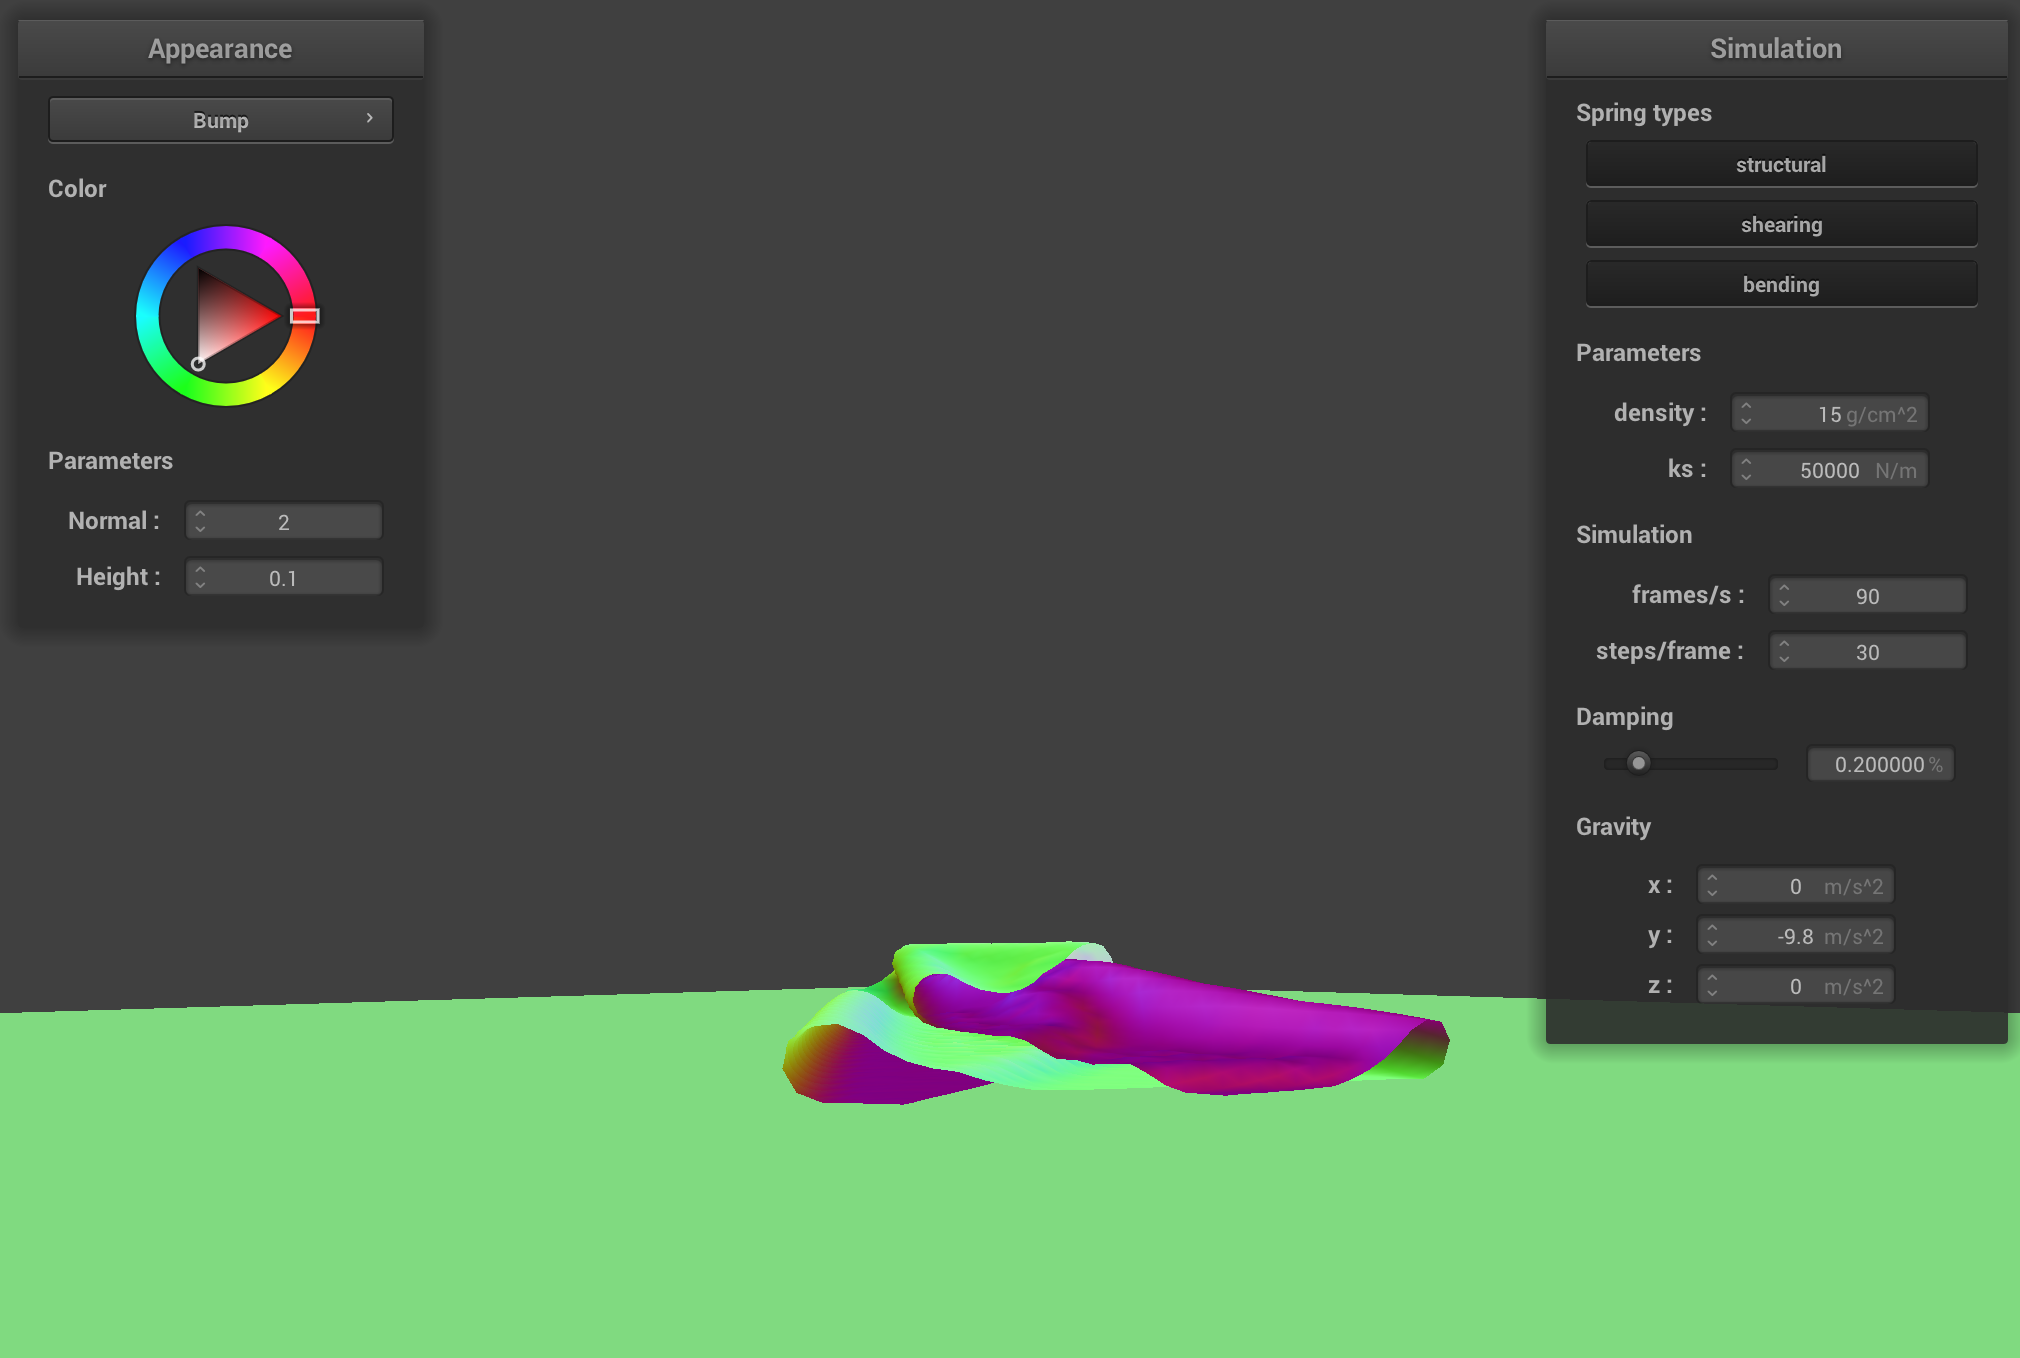 Appearance
Bump
Color
Parameters
Normal : 2
Height : 0.1
Simulation
Spring types
structural
shearing
bending
Parameters
density : 15 g/cm^2
ks : 50000 N/m
Simulation
frames/s : 90
steps/frame : 30
Damping
0.200000 %
Gravity
x : 0 m/s^2
y : -9.8 m/s^2
z : 0 m/s^2